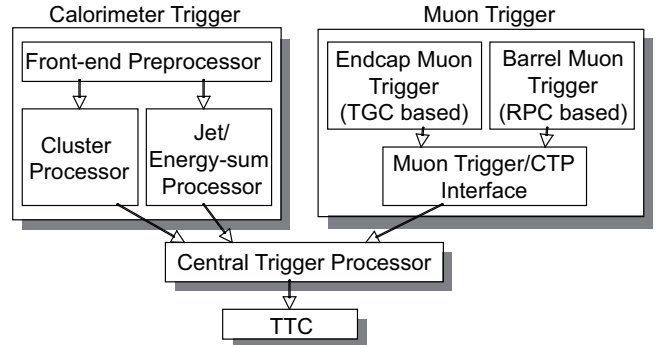 Calorimeter Trigger
Front-end Preprocessor
Cluster
Processor
Jet/
Energy-sum
Processor
Muon Trigger
Endcap Muon
Trigger
(TGC based)
Barrel Muon
Trigger
(RPC based)
Muon Trigger/CTP
Interface
Central Trigger Processor
TTC